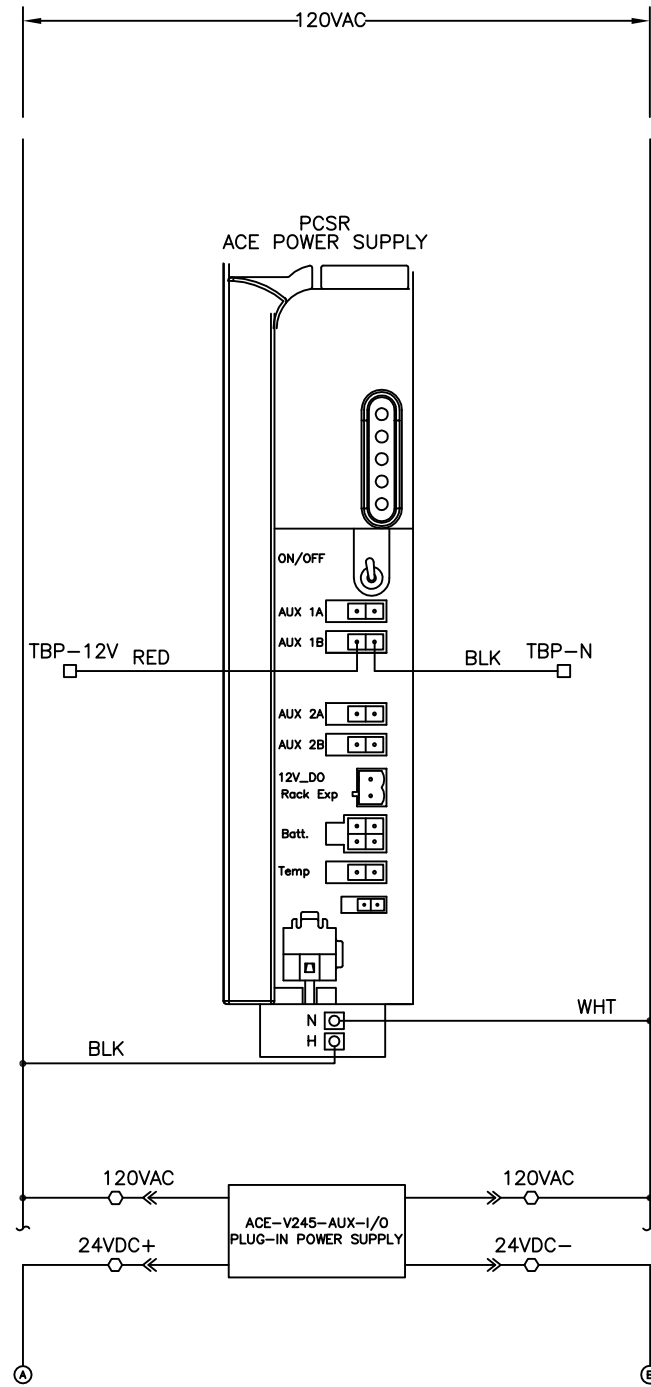 120VAC
PCSR
ACE POWER SUPPLY
ON/OFF
AUX 1A
AUX 1B
TBP-12V
RED
BLK
TBP-N
AUX 2A
AUX 2B
12V_DO
Rack Exp
Batt.
Temp
N
WHT
H
BLK
120VAC
120VAC
ACE-V245-AUX-I/O
PLUG-IN POWER SUPPLY
24VDC+
24VDC-
A